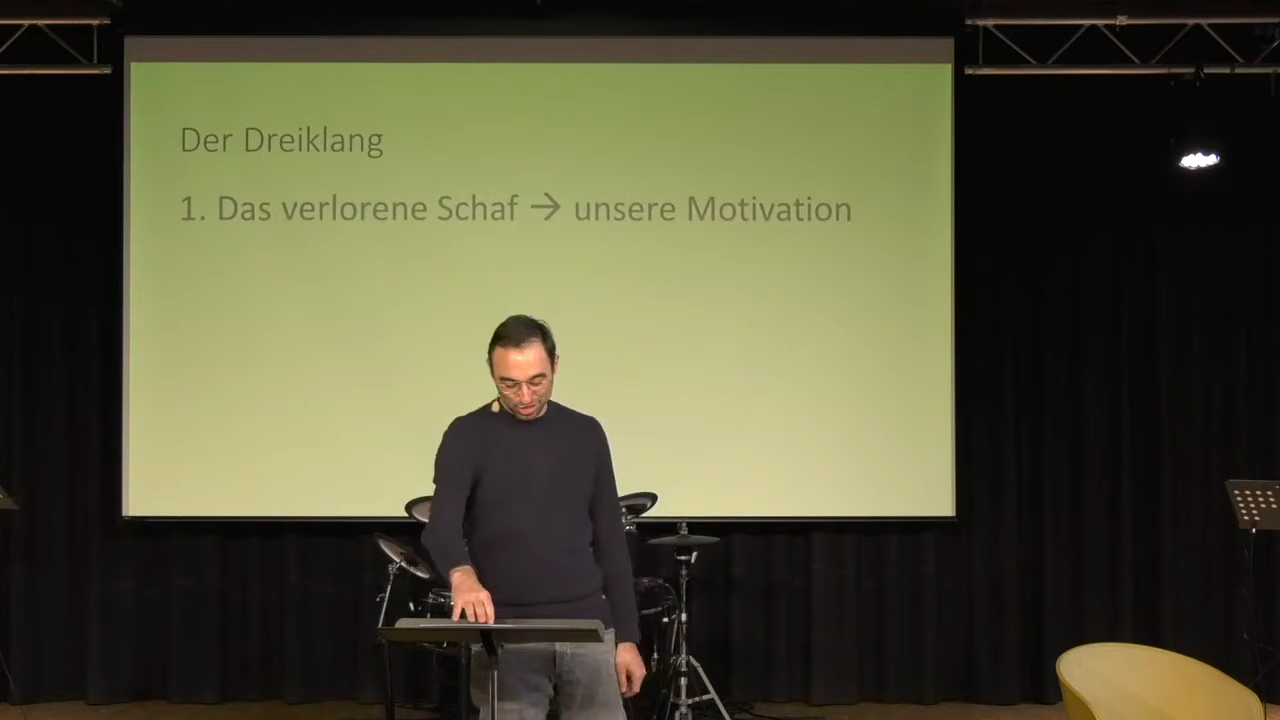 Der Dreiklang
1. Das verlorene Schaf → unsere Motivation